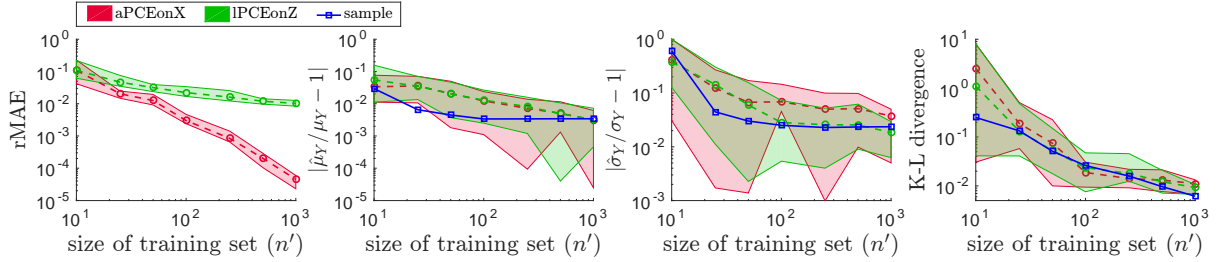 aPCEonX lPCEonZ sample
rMAE
10^0
10^-1
10^-2
10^-3
10^-4
10^-5
10^1 10^2 10^3
size of training set (n′)
|μ̂_Y/μ_Y − 1|
10^0
10^-1
10^-2
10^-3
10^-4
10^-5
10^1 10^2 10^3
size of training set (n′)
|σ̂_Y/σ_Y − 1|
10^0
10^-1
10^-2
10^-3
10^1 10^2 10^3
size of training set (n′)
K-L divergence
10^1
10^0
10^-1
10^-2
10^1 10^2 10^3
size of training set (n′)